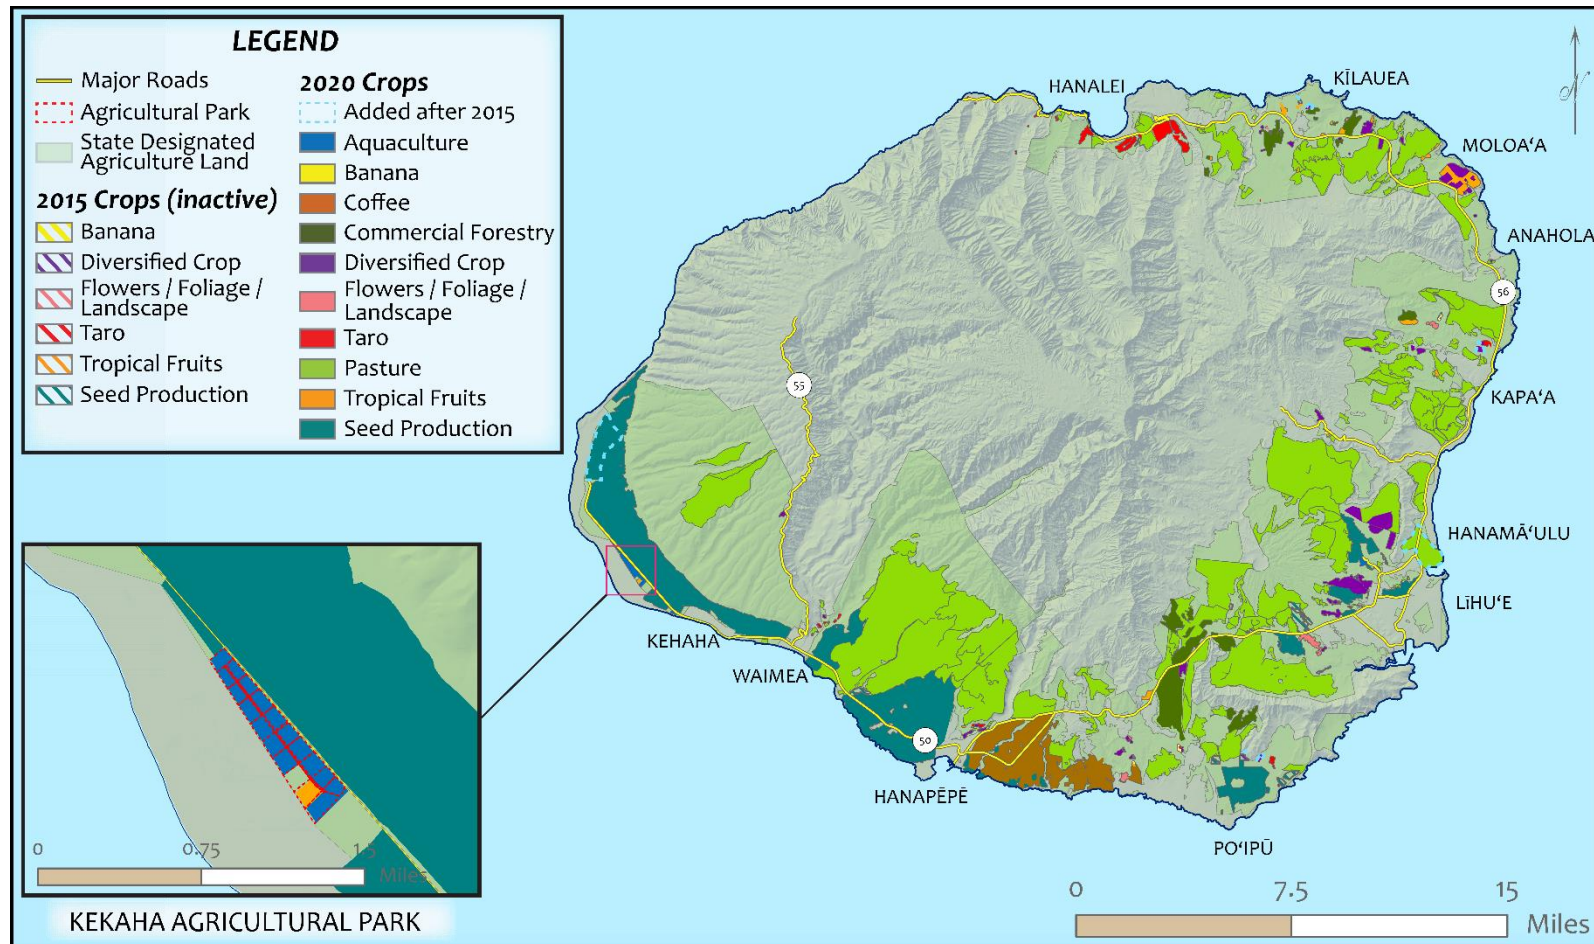 LEGEND
Major Roads
Agricultural Park
State Designated
Agriculture Land
2015 Crops (inactive)
Banana
Diversified Crop
Flowers / Foliage /
Landscape
Taro
Tropical Fruits
Seed Production
2020 Crops
Added after 2015
Aquaculture
Banana
Coffee
Commercial Forestry
Diversified Crop
Flowers / Foliage /
Landscape
Taro
Pasture
Tropical Fruits
Seed Production
N
HANALEI
KĪLAUEA
MOLOA‘A
ANAHOLA
56
55
KAPA‘A
HANAMĀ‘ULU
LĪHU‘E
KEHAHA
WAIMEA
50
HANAPĒPĒ
PO‘IPŪ
0 0.75 1.5
Miles
KEKAHA AGRICULTURAL PARK
0 7.5 15
Miles